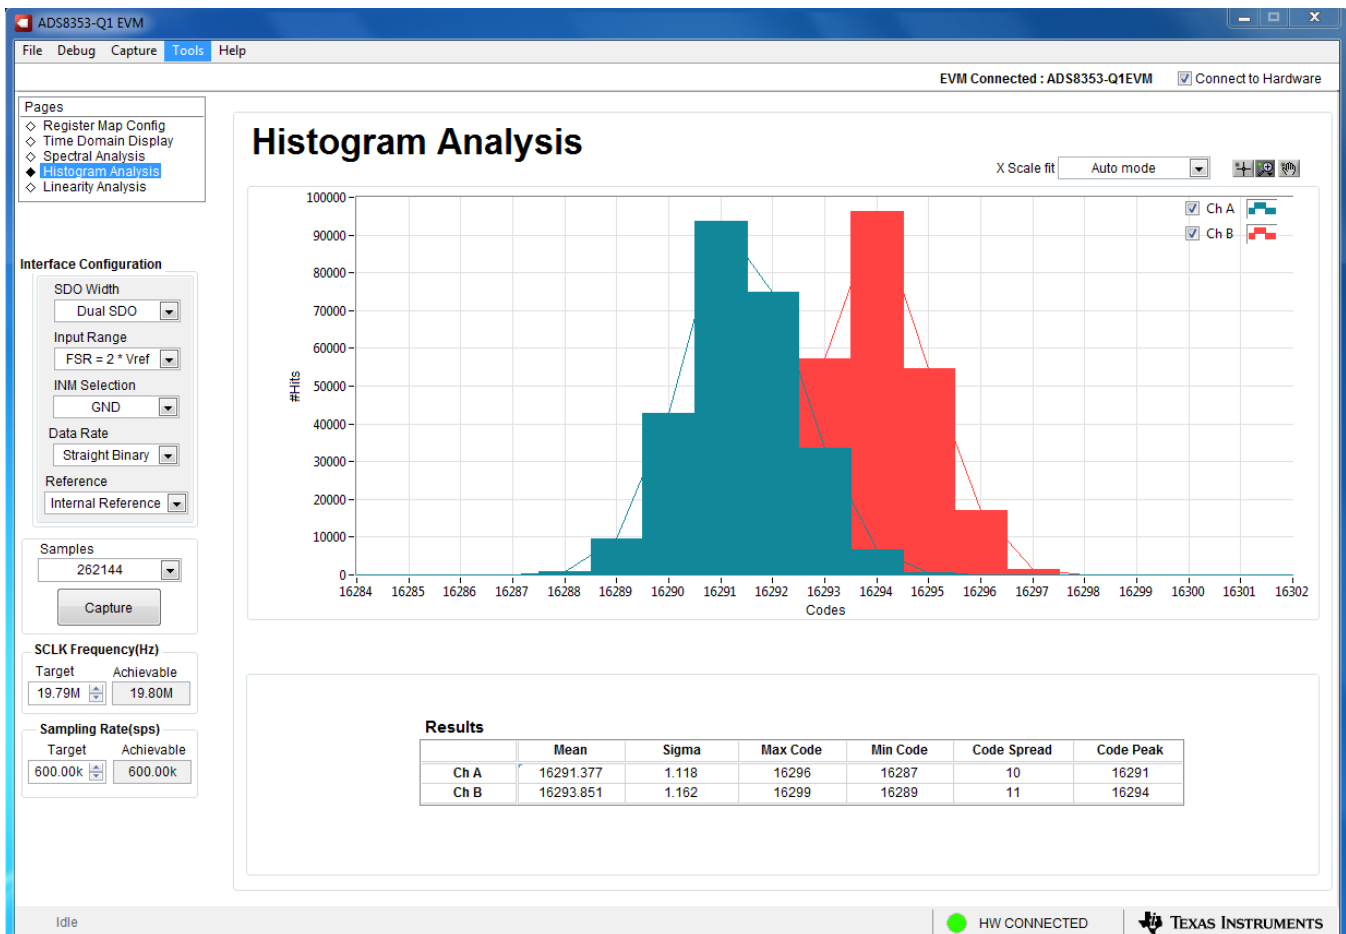 ADS8353-Q1 EVM
File Debug Capture Tools Help
EVM Connected : ADS8353-Q1EVM Connect to Hardware
Pages
Register Map Config
Time Domain Display
Spectral Analysis
Histogram Analysis
Linearity Analysis
Histogram Analysis
X Scale fit Auto mode
Interface Configuration
SDO Width
Dual SDO
Input Range
FSR = 2 * Vref
INM Selection
GND
Data Rate
Straight Binary
Reference
Internal Reference
Samples
262144
Capture
SCLK Frequency(Hz)
Target Achievable
19.79M 19.80M
Sampling Rate(sps)
Target Achievable
600.00k 600.00k
Ch A
Ch B
#Hits
100000
90000
80000
70000
60000
50000
40000
30000
20000
10000
0
16284 16285 16286 16287 16288 16289 16290 16291 16292 16293 16294 16295 16296 16297 16298 16299 16300 16301 16302
Codes
Results
Mean Sigma Max Code Min Code Code Spread Code Peak
Ch A 16291.377 1.118 16296 16287 10 16291
Ch B 16293.851 1.162 16299 16289 11 16294
Idle
HW CONNECTED
TEXAS INSTRUMENTS